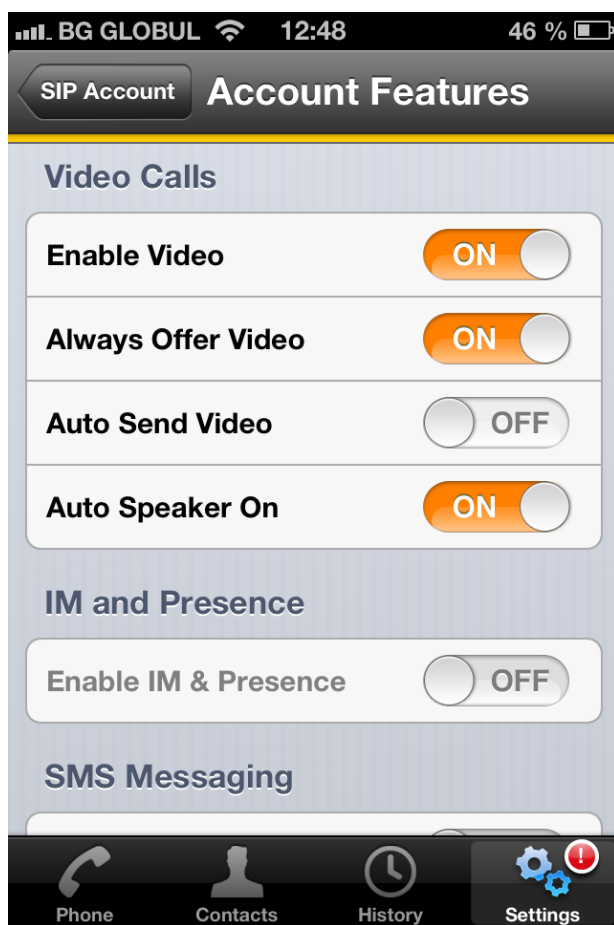 BG GLOBUL 12:48 46 %
SIP Account Account Features
Video Calls
Enable Video ON
Always Offer Video ON
Auto Send Video OFF
Auto Speaker On ON
IM and Presence
Enable IM & Presence OFF
SMS Messaging
!
Phone Contacts History Settings